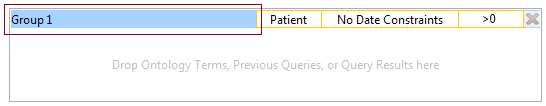 Group 1 Patient No Date Constraints >0
Drop Ontology Terms, Previous Queries, or Query Results here